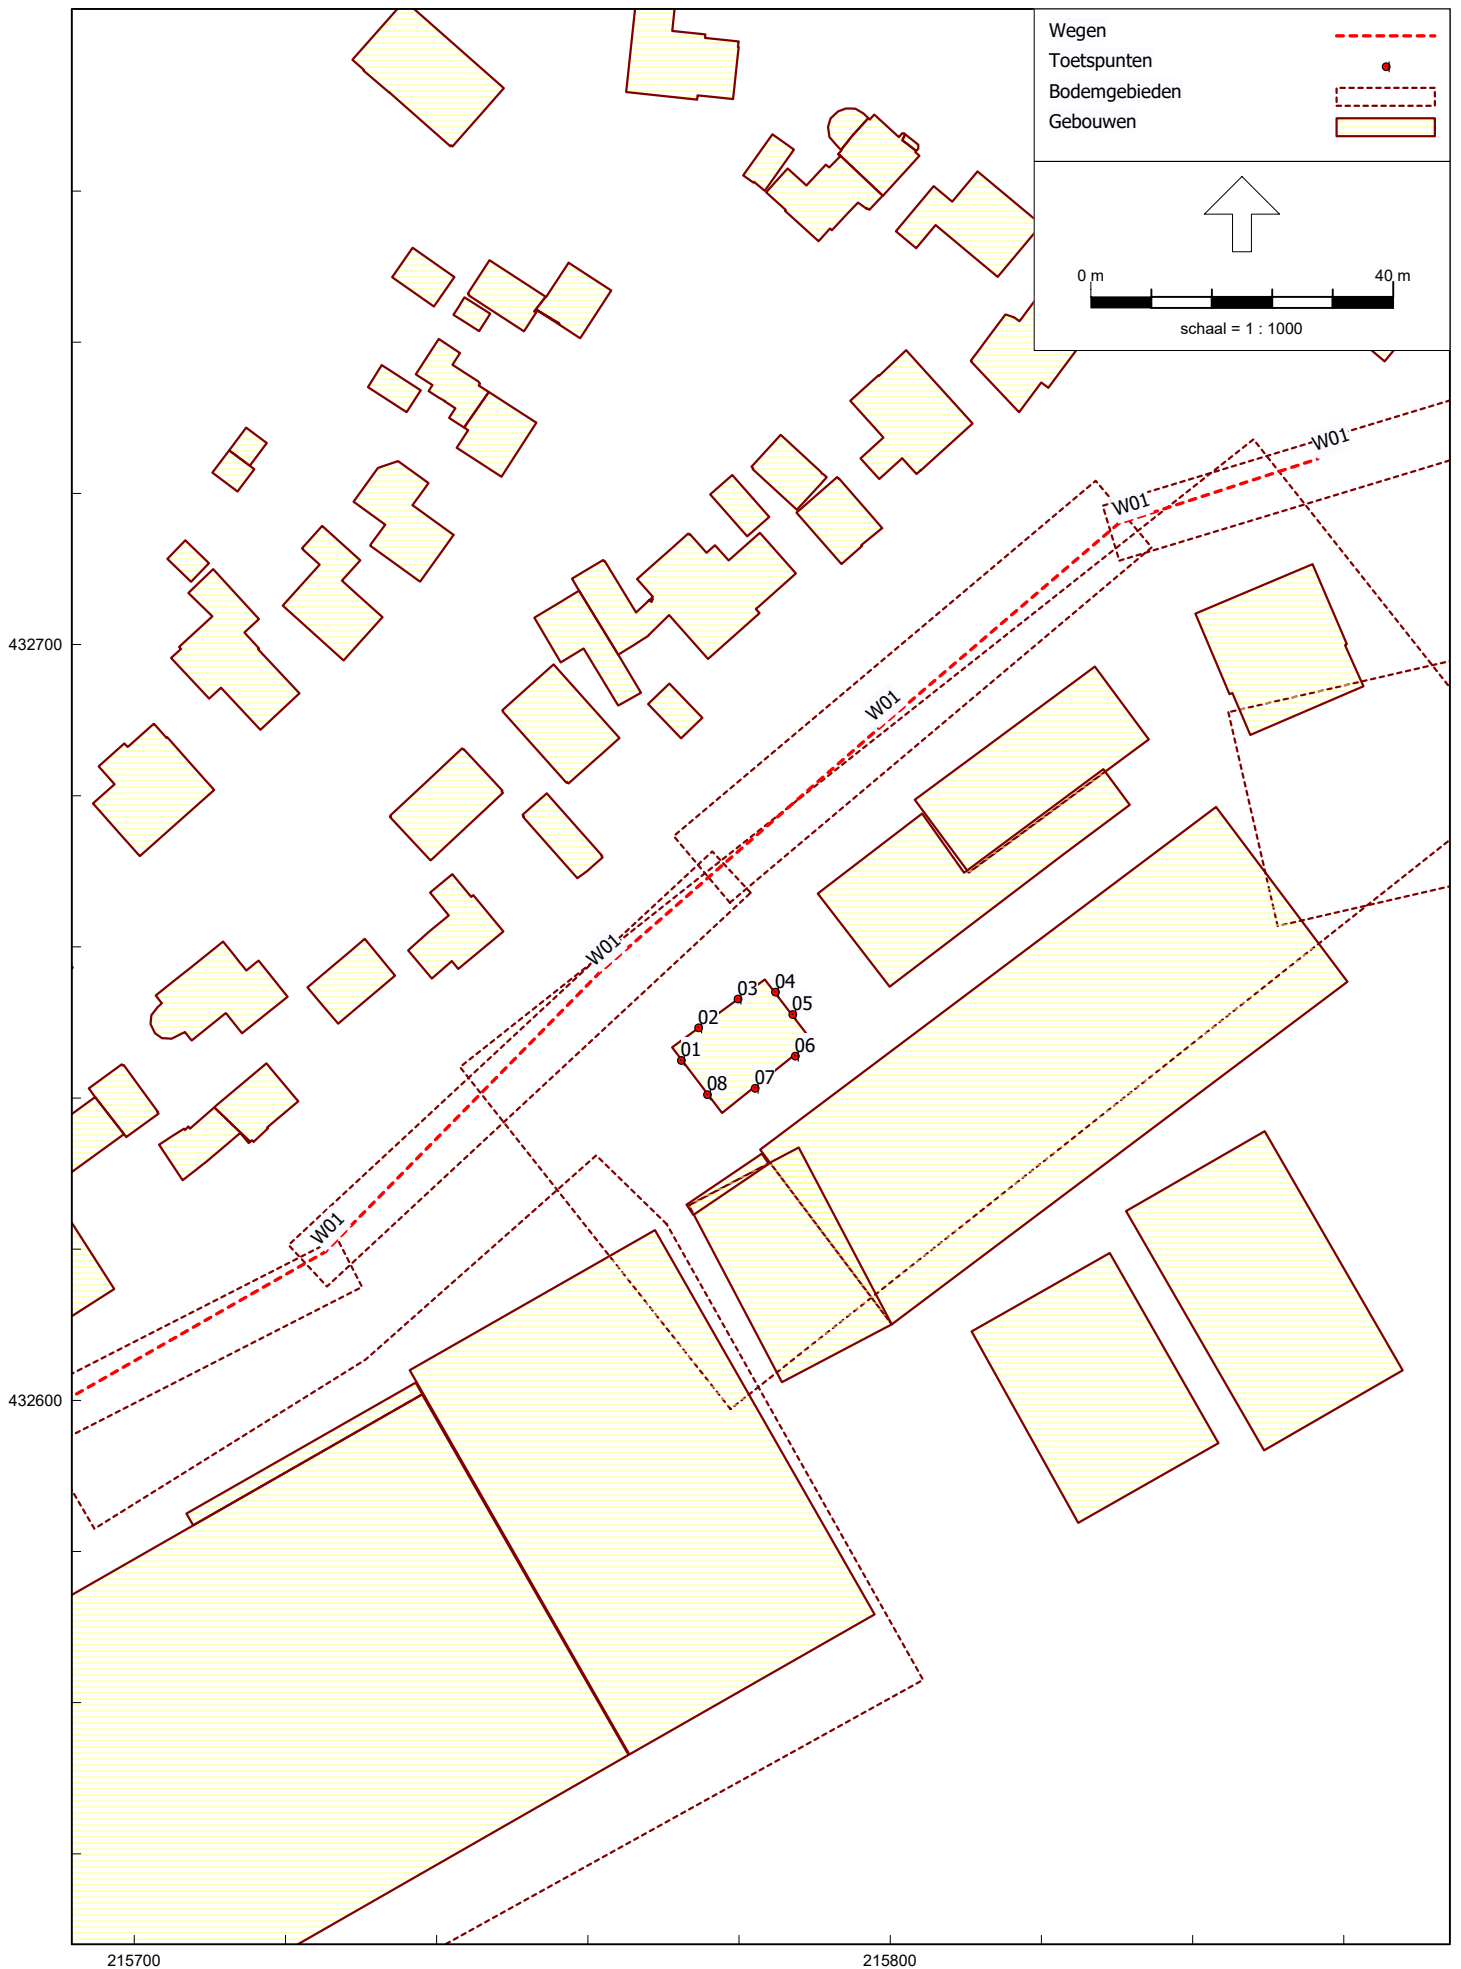 Wegen
Toetspunten
Bodemgebieden
Gebouwen
0 m 40 m
schaal = 1 : 1000
W01
W01
432700
W01
W01
04
03
05
02
06
01
07
08
W01
432600
215700 215800